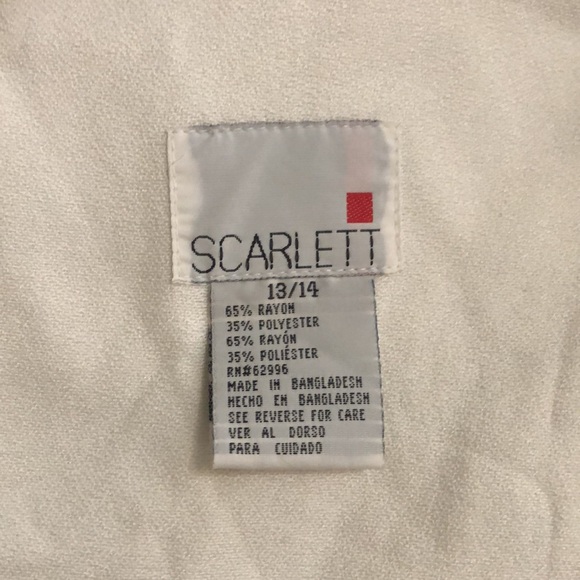 SCARLETT
13/14
65% RAYON
35% POLYESTER
65% RAYÓN
35% POLIÉSTER
RN#62996
MADE IN BANGLADESH
HECHO EN BANGLADESH
SEE REVERSE FOR CARE
VER AL DORSO
PARA CUIDADO